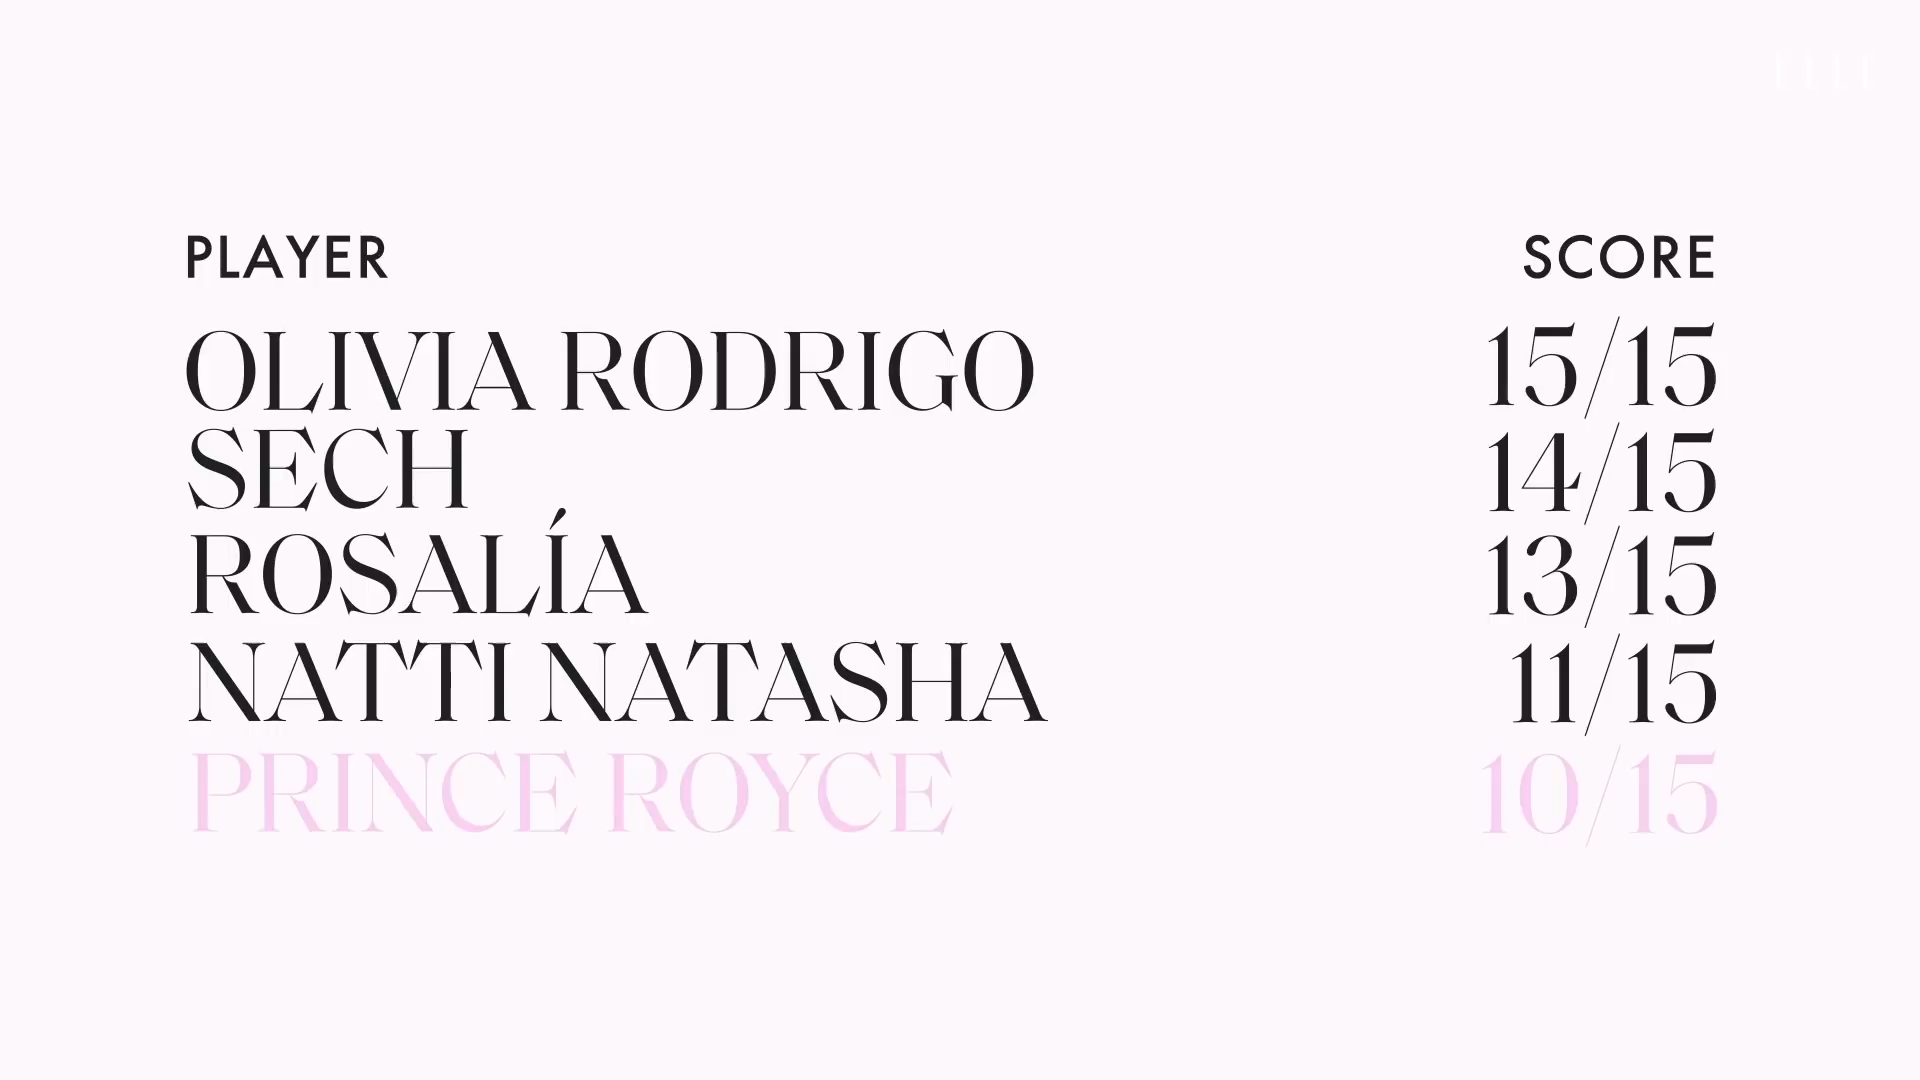 ELLE
PLAYER SCORE
OLIVIA RODRIGO 15/15
SECH 14/15
ROSALÍA 13/15
NATTI NATASHA 11/15
PRINCE ROYCE 10/15